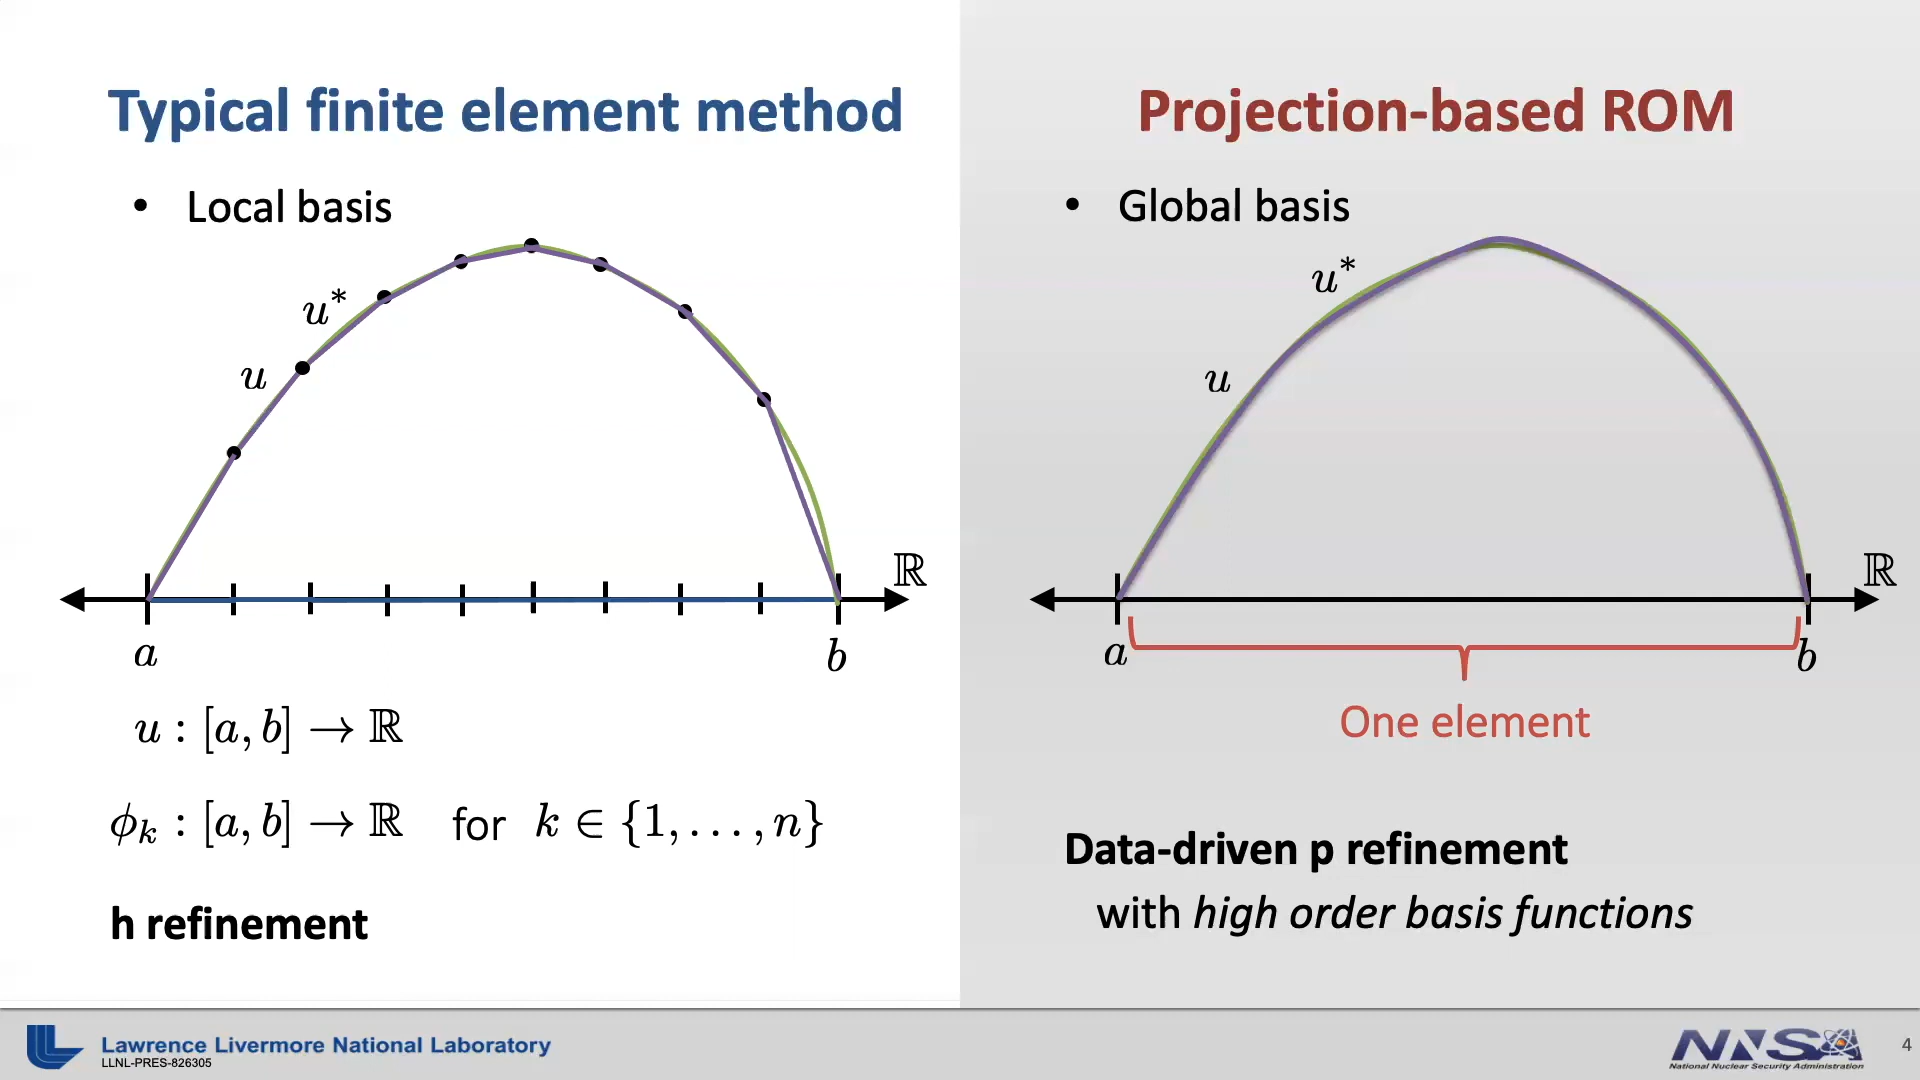 Typical finite element method
• Local basis
u*
u
ℝ
a
b
u : [a, b] → ℝ
ϕₖ : [a, b] → ℝ for k ∈ {1, . . . , n}
h refinement
Projection-based ROM
• Global basis
u*
u
ℝ
a
b
One element
Data-driven p refinement
with high order basis functions
Lawrence Livermore National Laboratory
LLNL-PRES-826305
NNSA
National Nuclear Security Administration
4